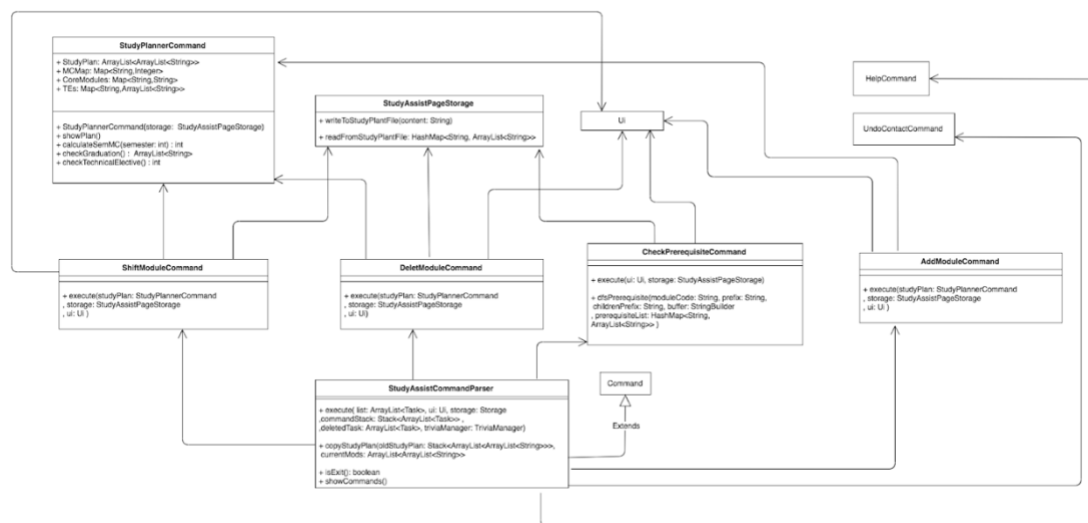 StudyPlannerCommand
+ StudyPlan: ArrayList<ArrayList<String>>
+ MCMap: Map<String,Integer>
+ CoreModules: Map<String,String>
+ TEs: Map<String,ArrayList<String>>
+ StudyPlannerCommand(storage: StudyAssistPageStorage)
+ showPlan()
+ calculateSemMC(semester: int) : int
+ checkGraduation() : ArrayList<String>
+ checkTechnicalElective() : int
StudyAssistPageStorage
+ writeToStudyPlantFile(content: String)
+ readFromStudyPlantFile: HashMap<String, ArrayList<String>>
Ui
HelpCommand
UndoContactCommand
ShiftModuleCommand
+ execute(studyPlan: StudyPlannerCommand
, storage: StudyAssistPageStorage
, ui: Ui )
DeletModuleCommand
+ execute(studyPlan: StudyPlannerCommand
, storage: StudyAssistPageStorage
, ui: Ui)
CheckPrerequisiteCommand
+ execute(ui: Ui, storage: StudyAssistPageStorage)
+ dfsPrerequisite(moduleCode: String, prefix: String,
childrenPrefix: String, buffer: StringBuilder
, prerequisiteList: HashMap<String,
ArrayList<String>> )
AddModuleCommand
+ execute(studyPlan: StudyPlannerCommand
, storage: StudyAssistPageStorage
, ui: Ui )
StudyAssistCommandParser
+ execute( list: ArrayList<Task>, ui: Ui, storage: Storage
,commandStack: Stack<ArrayList<Task>> ,
,deletedTask: ArrayList<Task>, triviaManager: TriviaManager)
+ copyStudyPlan(oldStudyPlan: Stack<ArrayList<ArrayList<String>>>,
currentMods: ArrayList<ArrayList<String>>
+ isExit(): boolean
+ showCommands()
Command
Extends